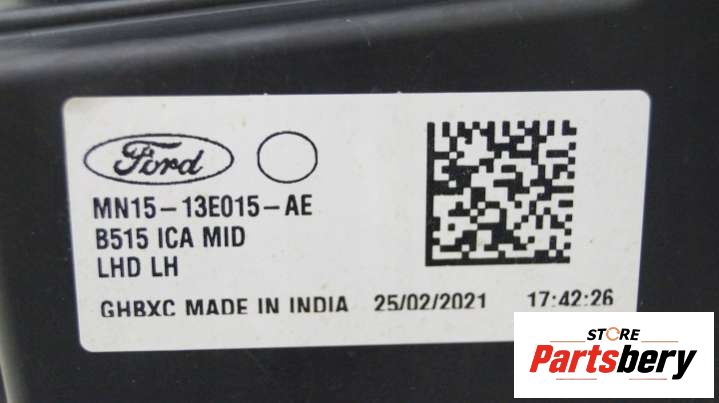 Ford
MN15-13E015-AE
B515 ICA MID
LHD LH
GHBXC MADE IN INDIA 25/02/2021 17:42:26
STORE
Partsbery